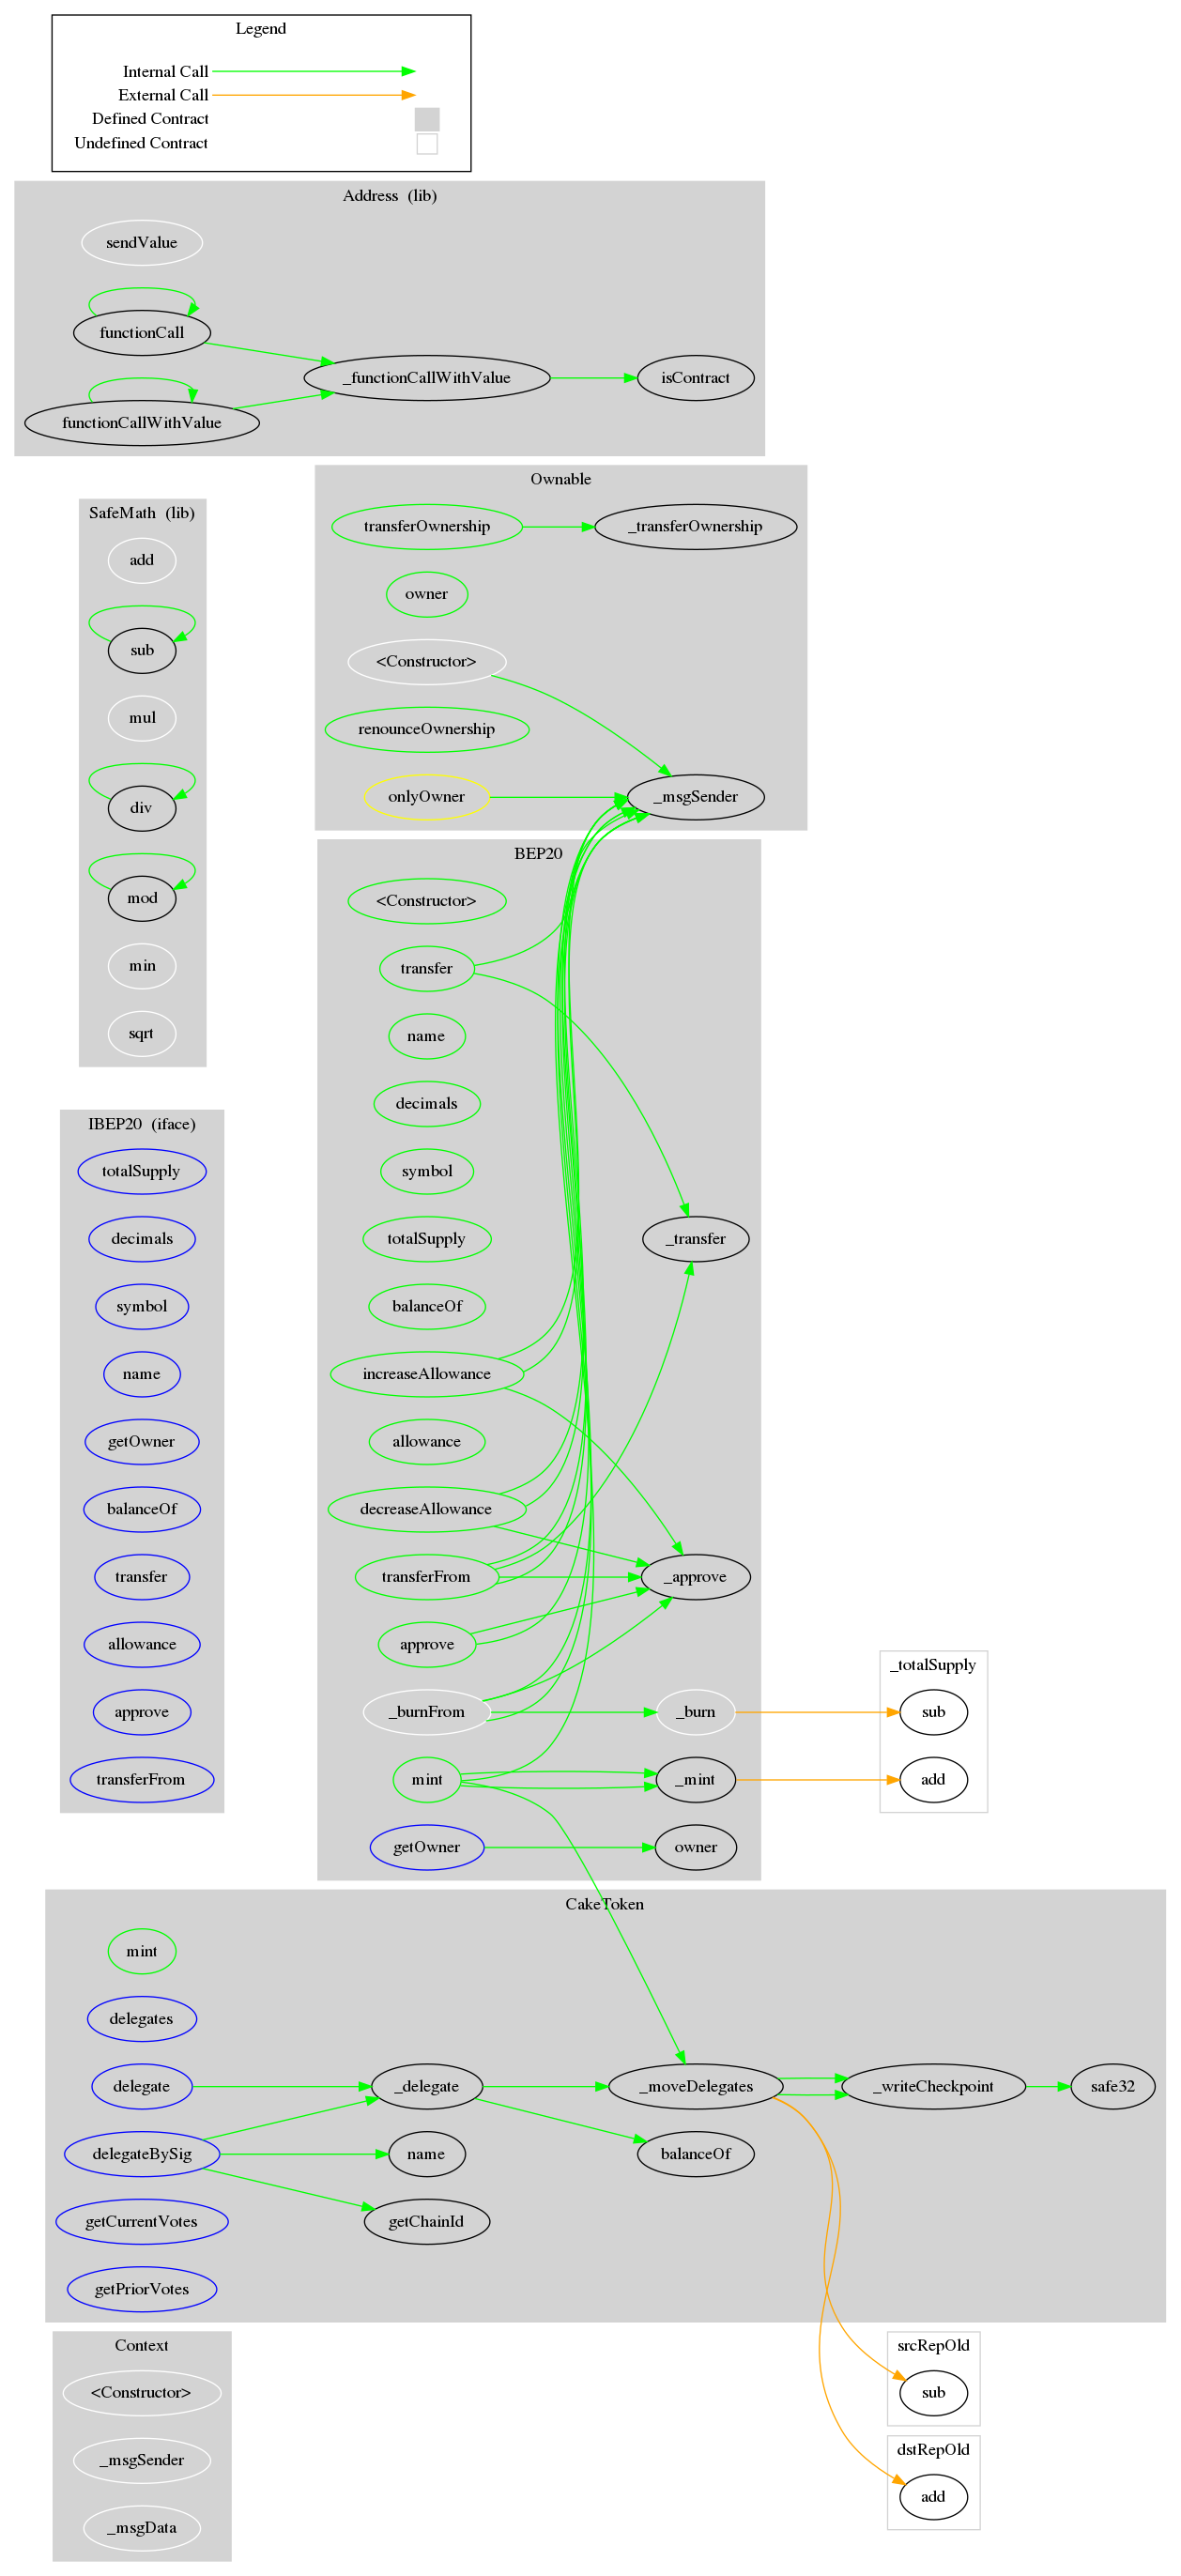 Legend
Internal Call
External Call
Defined Contract
Undefined Contract
Address (lib)
sendValue
functionCall
_functionCallWithValue
isContract
functionCallWithValue
Ownable
transferOwnership
_transferOwnership
owner
<Constructor>
renounceOwnership
onlyOwner
_msgSender
SafeMath (lib)
add
sub
mul
div
mod
min
sqrt
BEP20
<Constructor>
transfer
name
decimals
symbol
totalSupply
_transfer
balanceOf
increaseAllowance
allowance
decreaseAllowance
transferFrom
_approve
approve
_burnFrom
_burn
mint
_mint
getOwner
owner
IBEP20 (iface)
totalSupply
decimals
symbol
name
getOwner
balanceOf
transfer
allowance
approve
transferFrom
_totalSupply
sub
add
CakeToken
mint
delegates
delegate
_delegate
_moveDelegates
_writeCheckpoint
safe32
delegateBySig
name
balanceOf
getCurrentVotes
getChainId
getPriorVotes
Context
<Constructor>
_msgSender
_msgData
srcRepOld
sub
dstRepOld
add